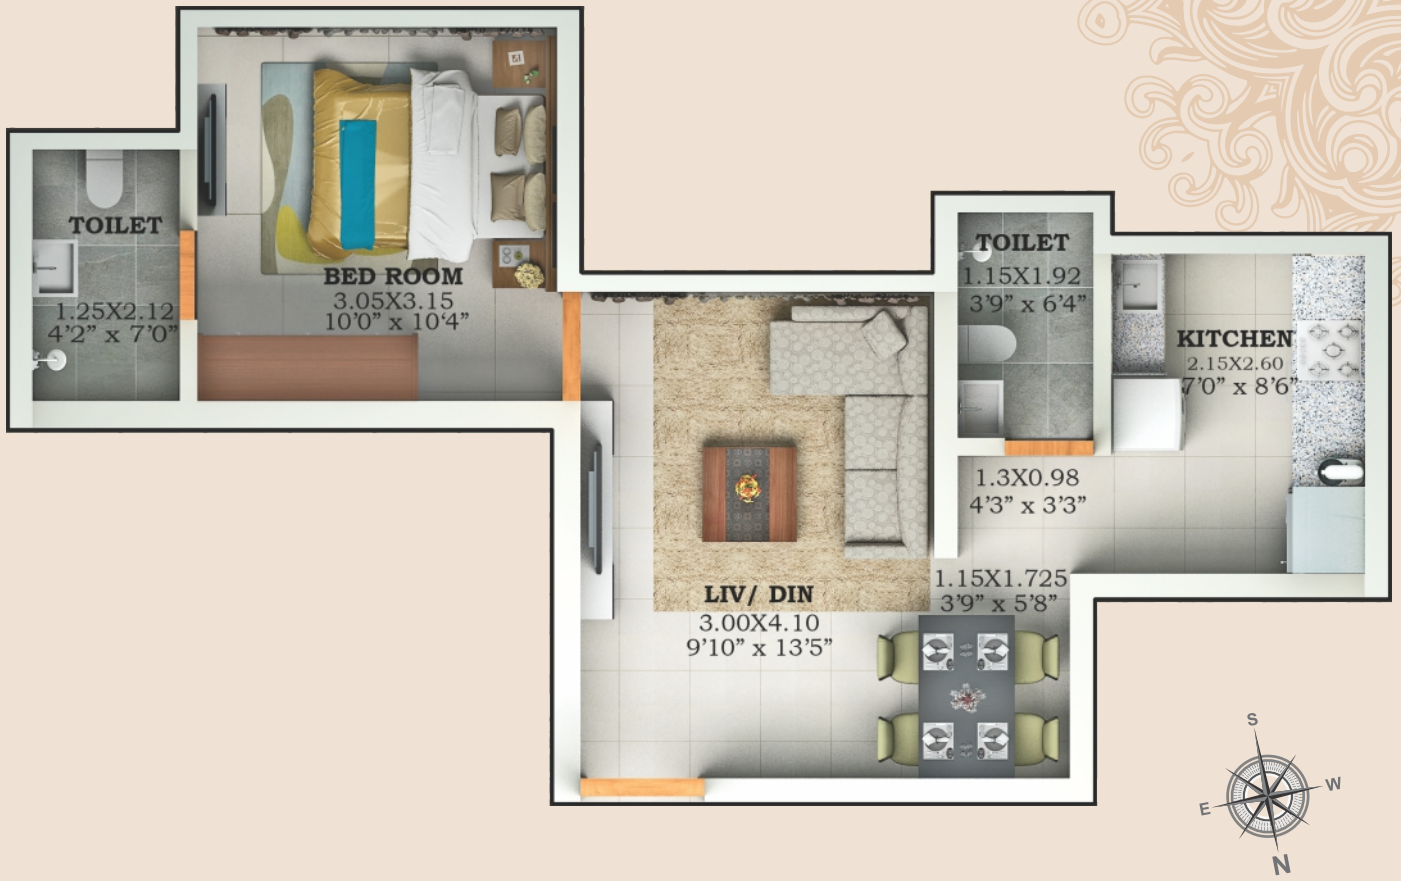 TOILET
1.25X2.12
4’2” x 7’0”
BED ROOM
3.05X3.15
10’0” x 10‘4”
TOILET
1.15X1.92
3’9” x 6’4”
KITCHEN
2.15X2.60
7’0” x 8’6”
1.3X0.98
4’3” x 3’3”
1.15X1.725
3’9” x 5’8”
LIV/ DIN
3.00X4.10
9’10” x 13’5”
S
W
E
N